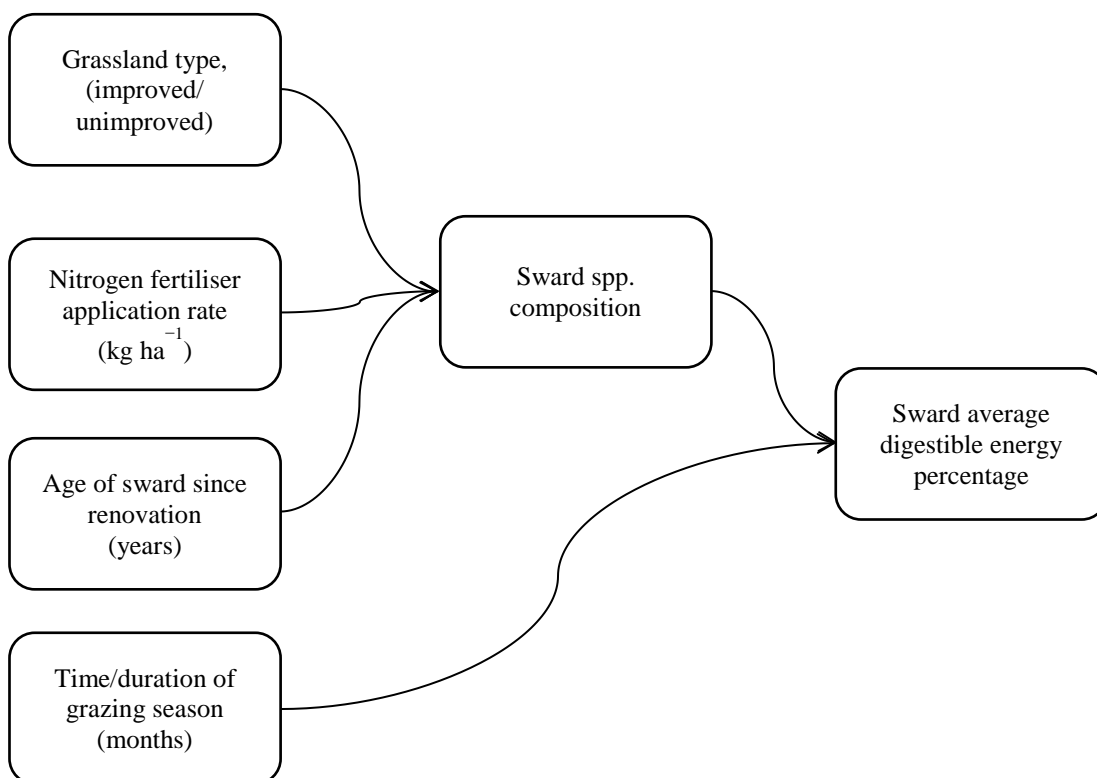 Grassland type,
(improved/
unimproved)
Nitrogen fertiliser
application rate
(kg ha⁻¹)
Age of sward since
renovation
(years)
Time/duration of
grazing season
(months)
Sward spp.
composition
Sward average
digestible energy
percentage